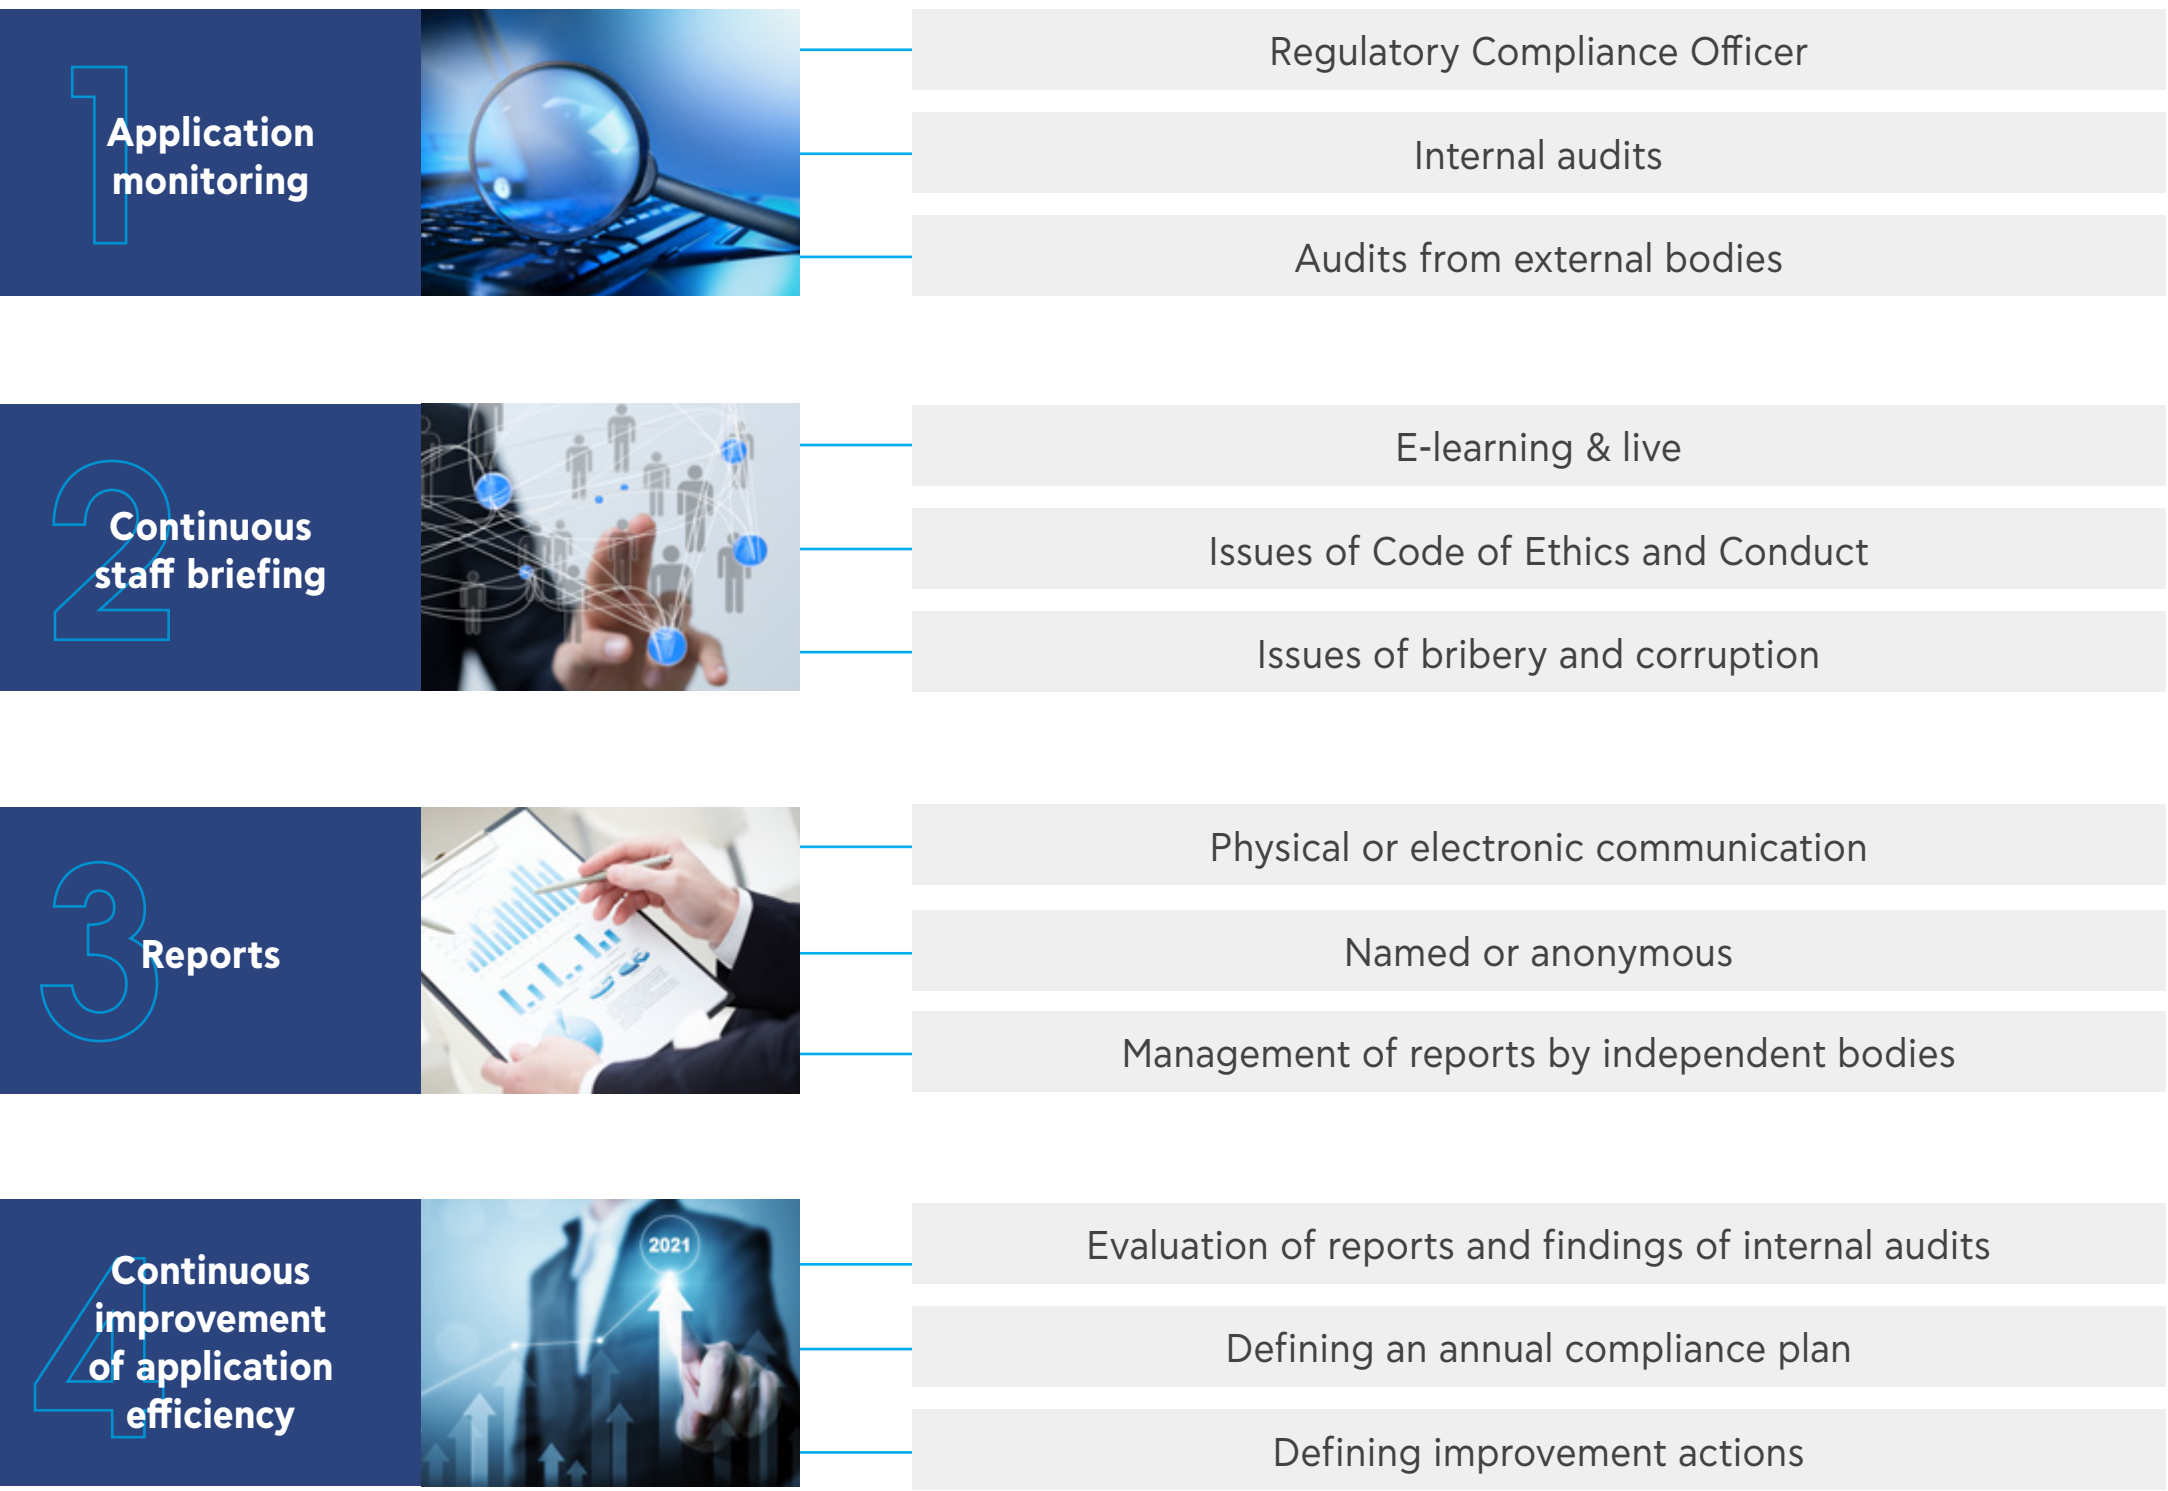 1
Application
monitoring
Regulatory Compliance Officer
Internal audits
Audits from external bodies
2
Continuous
staff briefing
E-learning & live
Issues of Code of Ethics and Conduct
Issues of bribery and corruption
3
Reports
Physical or electronic communication
Named or anonymous
Management of reports by independent bodies
4
Continuous
improvement
of application
efficiency
2021
Evaluation of reports and findings of internal audits
Defining an annual compliance plan
Defining improvement actions